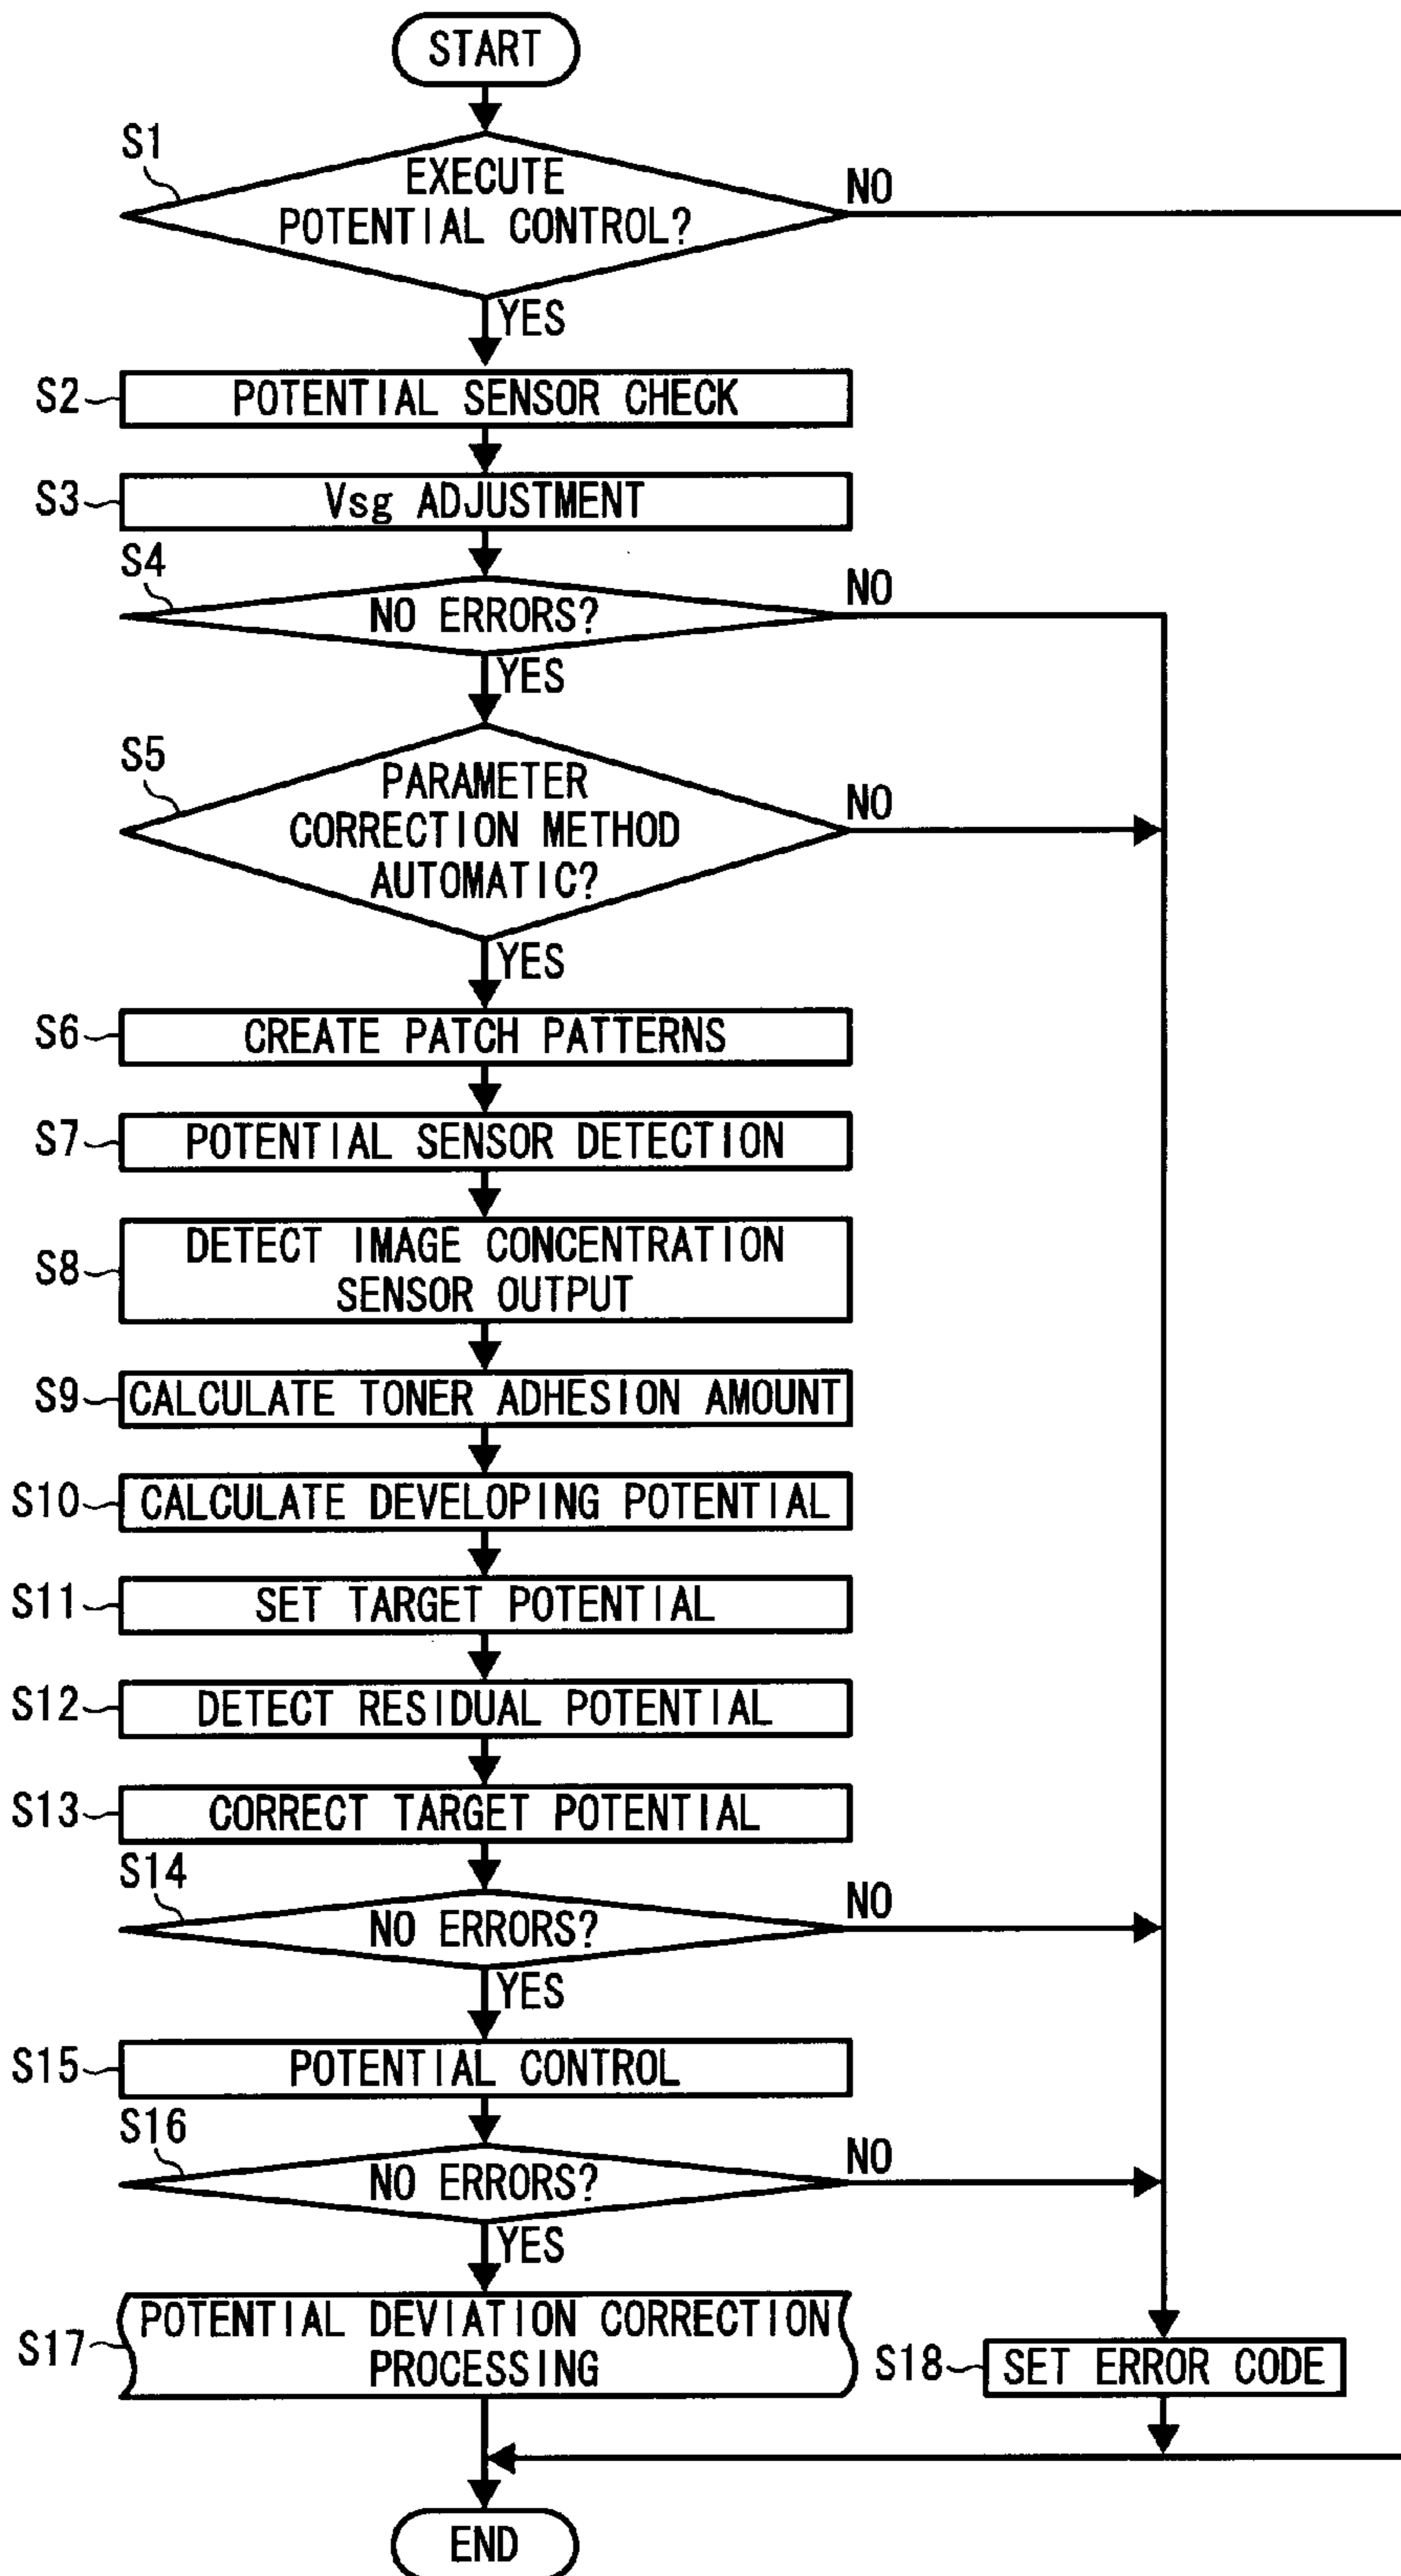 START
S1
EXECUTE
POTENTIAL CONTROL?
NO
YES
S2
POTENTIAL SENSOR CHECK
S3
Vsg ADJUSTMENT
S4
NO ERRORS?
NO
YES
S5
PARAMETER
CORRECTION METHOD
AUTOMATIC?
NO
YES
S6
CREATE PATCH PATTERNS
S7
POTENTIAL SENSOR DETECTION
S8
DETECT IMAGE CONCENTRATION
SENSOR OUTPUT
S9
CALCULATE TONER ADHESION AMOUNT
S10
CALCULATE DEVELOPING POTENTIAL
S11
SET TARGET POTENTIAL
S12
DETECT RESIDUAL POTENTIAL
S13
CORRECT TARGET POTENTIAL
S14
NO ERRORS?
NO
YES
S15
POTENTIAL CONTROL
S16
NO ERRORS?
NO
YES
S17
POTENTIAL DEVIATION CORRECTION
PROCESSING
S18
SET ERROR CODE
END